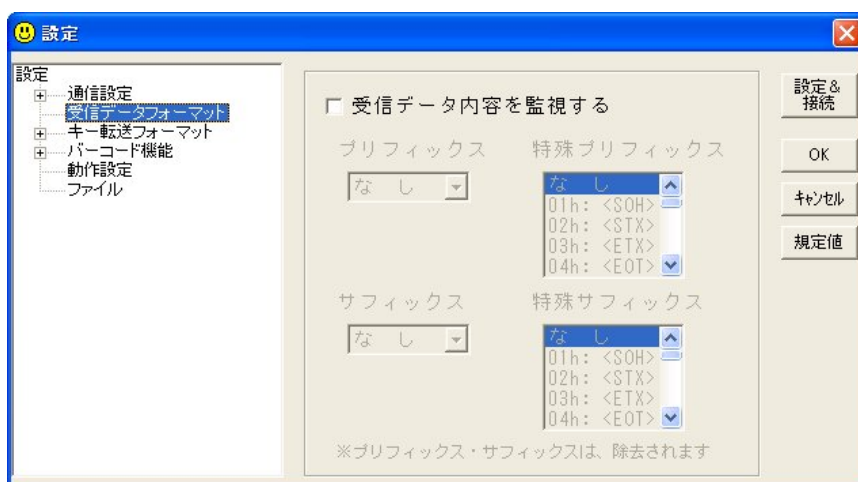 設定
設定
通信設定
受信データフォーマット
キー転送フォーマット
バーコード機能
動作設定
ファイル
受信データ内容を監視する
プリフィックス 特殊プリフィックス
なし なし
01h: <SOH>
02h: <STX>
03h: <ETX>
04h: <EOT>
サフィックス 特殊サフィックス
なし なし
01h: <SOH>
02h: <STX>
03h: <ETX>
04h: <EOT>
※プリフィックス・サフィックスは、除去されます
設定&
接続
OK
キャンセル
規定値